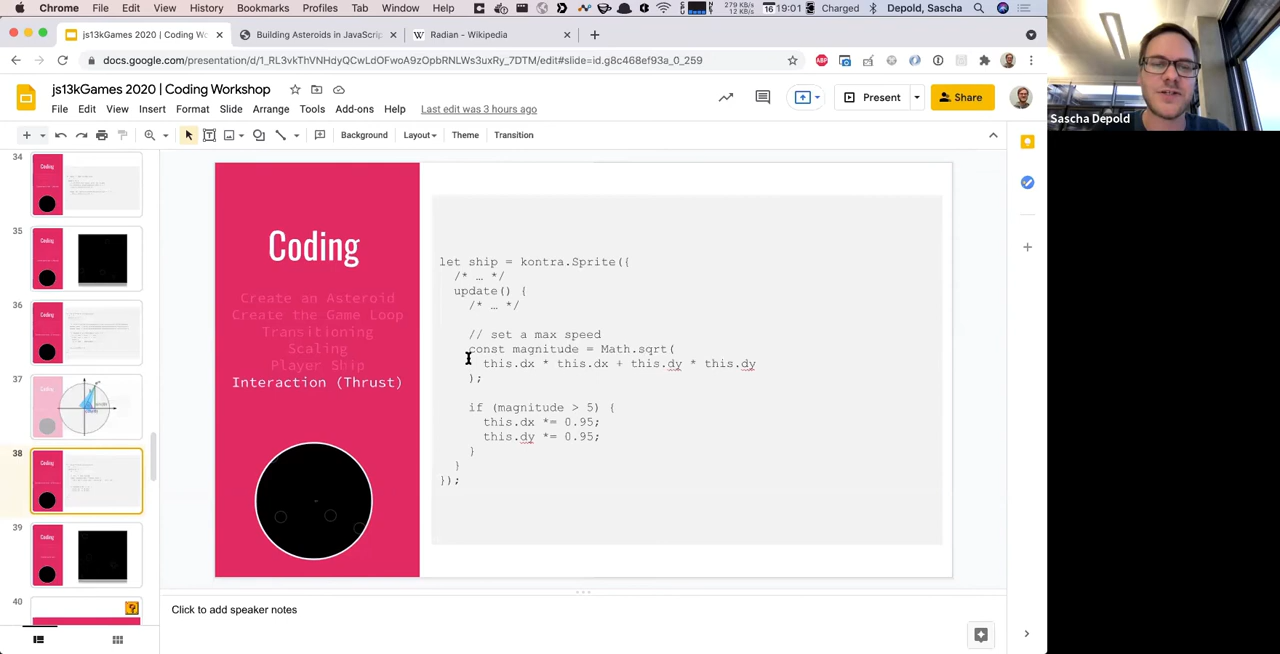 Chrome File Edit View History Bookmarks Profiles Tab Window Help 279 KB/s 12 KB/s 16 19:01 Charged Depold, Sascha
js13kGames 2020 | Coding Wo
Building Asteroids in JavaScrip
Radian - Wikipedia
docs.google.com/presentation/d/1_RL3vkThVNHdyQCwLdOFwoA9zOpbRNLWs3uxRy_7DTM/edit#slide=id.g8c468ef93a_0_259
js13kGames 2020 | Coding Workshop
File Edit View Insert Format Slide Arrange Tools Add-ons Help Last edit was 3 hours ago
Present
Share
Background Layout Theme Transition
34
35
36
37
38
39
40
Coding
Create an Asteroid
Create the Game Loop
Transitioning
Scaling
Player Ship
Interaction (Thrust)
let ship = kontra.Sprite({
/* … */
update() {
/* … */
// set a max speed
const magnitude = Math.sqrt(
this.dx * this.dx + this.dy * this.dy
);
if (magnitude > 5) {
this.dx *= 0.95;
this.dy *= 0.95;
}
}
});
Click to add speaker notes
Sascha Depold